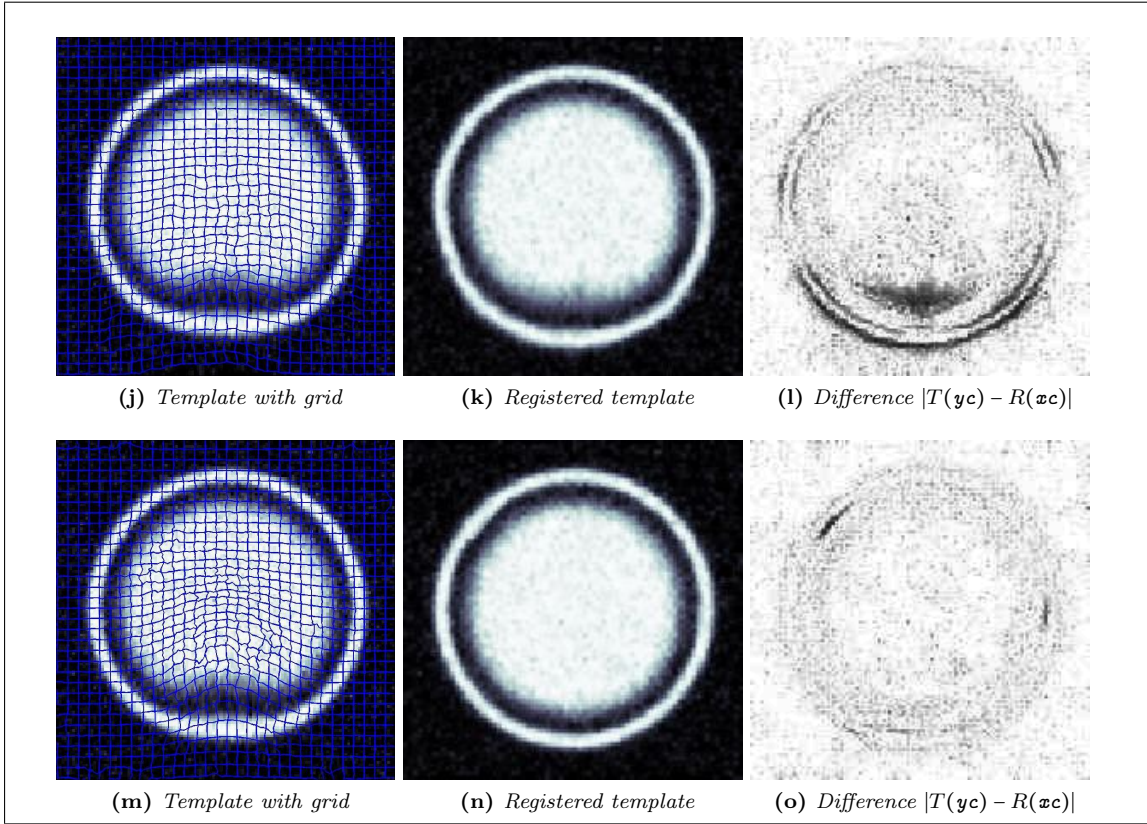 (j) Template with grid
(k) Registered template
(l) Difference |T(yc) – R(xc)|
(m) Template with grid
(n) Registered template
(o) Difference |T(yc) – R(xc)|